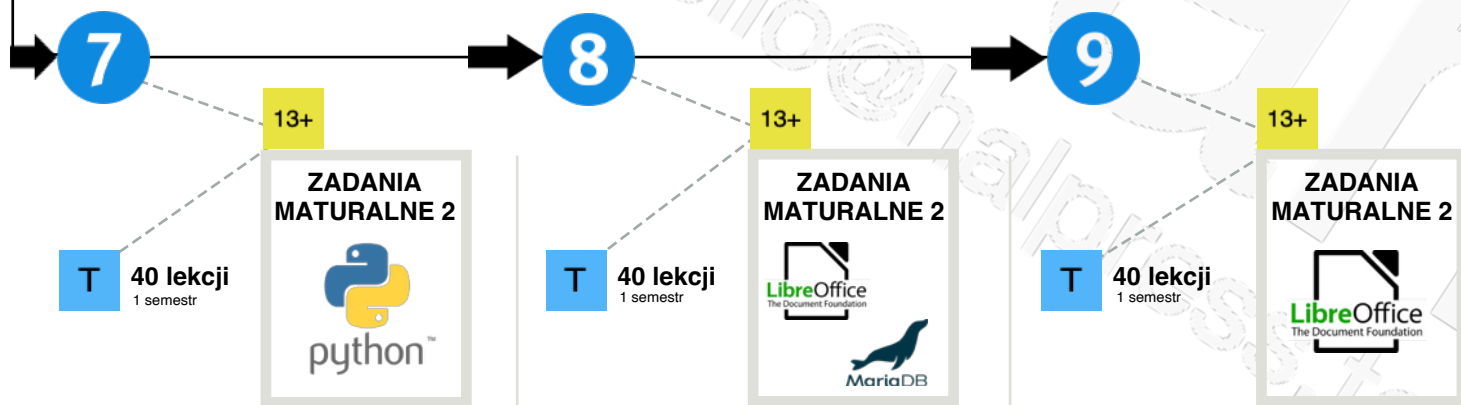 7
8
9
13+
13+
13+
ZADANIA
MATURALNE 2
ZADANIA
MATURALNE 2
ZADANIA
MATURALNE 2
T
40 lekcji
1 semestr
python™
T
40 lekcji
1 semestr
LibreOffice
The Document Foundation
MariaDB
T
40 lekcji
1 semestr
LibreOffice
The Document Foundation